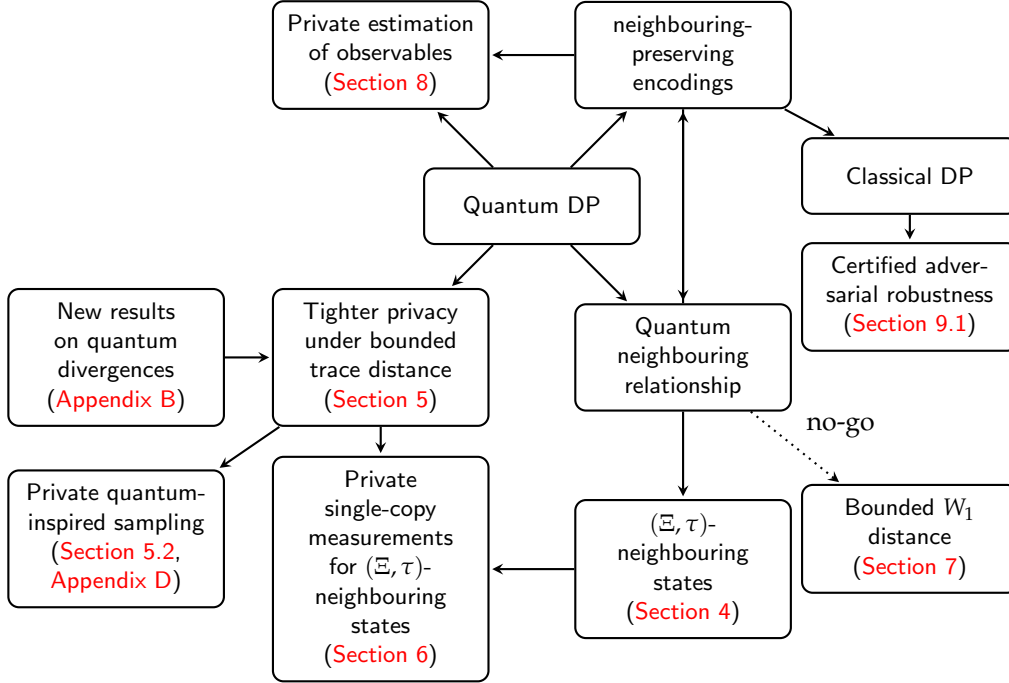 Private estimation
of observables
(Section 8)
neighbouring-
preserving
encodings
Quantum DP
Classical DP
Certified adver-
sarial robustness
(Section 9.1)
New results
on quantum
divergences
(Appendix B)
Tighter privacy
under bounded
trace distance
(Section 5)
Quantum
neighbouring
relationship
no-go
Private quantum-
inspired sampling
(Section 5.2,
Appendix D)
Private
single-copy
measurements
for (Ξ, τ)-
neighbouring
states
(Section 6)
(Ξ, τ)-
neighbouring
states
(Section 4)
Bounded W₁
distance
(Section 7)